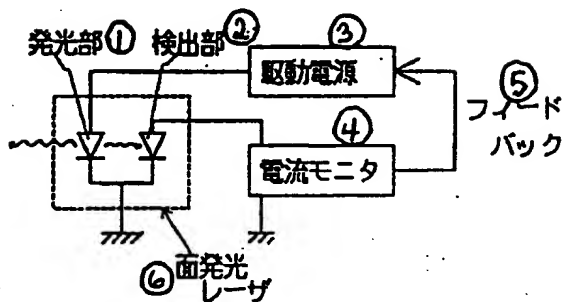 発光部① 検出部②
③
駆動電源
④
電流モニタ
⑤
フィード
バック
⑥面発光
レーザ